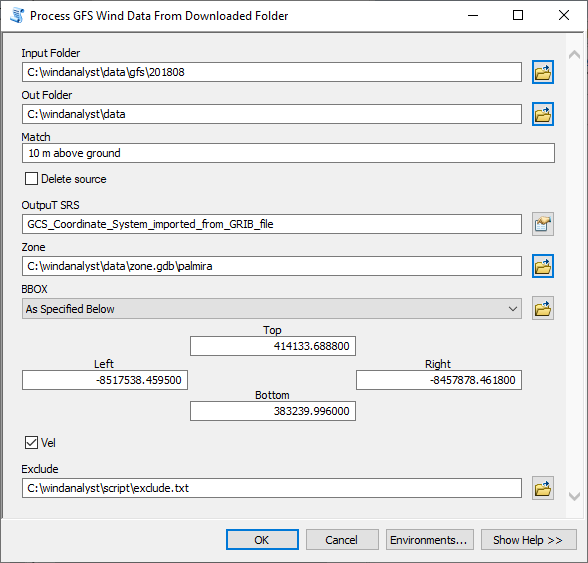 Process GFS Wind Data From Downloaded Folder
Input Folder
C:\windanalyst\data\gfs\201808
Out Folder
C:\windanalyst\data
Match
10 m above ground
Delete source
OutpuT SRS
GCS_Coordinate_System_imported_from_GRIB_file
Zone
C:\windanalyst\data\zone.gdb\palmira
BBOX
As Specified Below
Top
414133.688800
Left Right
-8517538.459500 -8457878.461800
Bottom
383239.996000
Vel
Exclude
C:\windanalyst\script\exclude.txt
OK Cancel Environments... Show Help >>